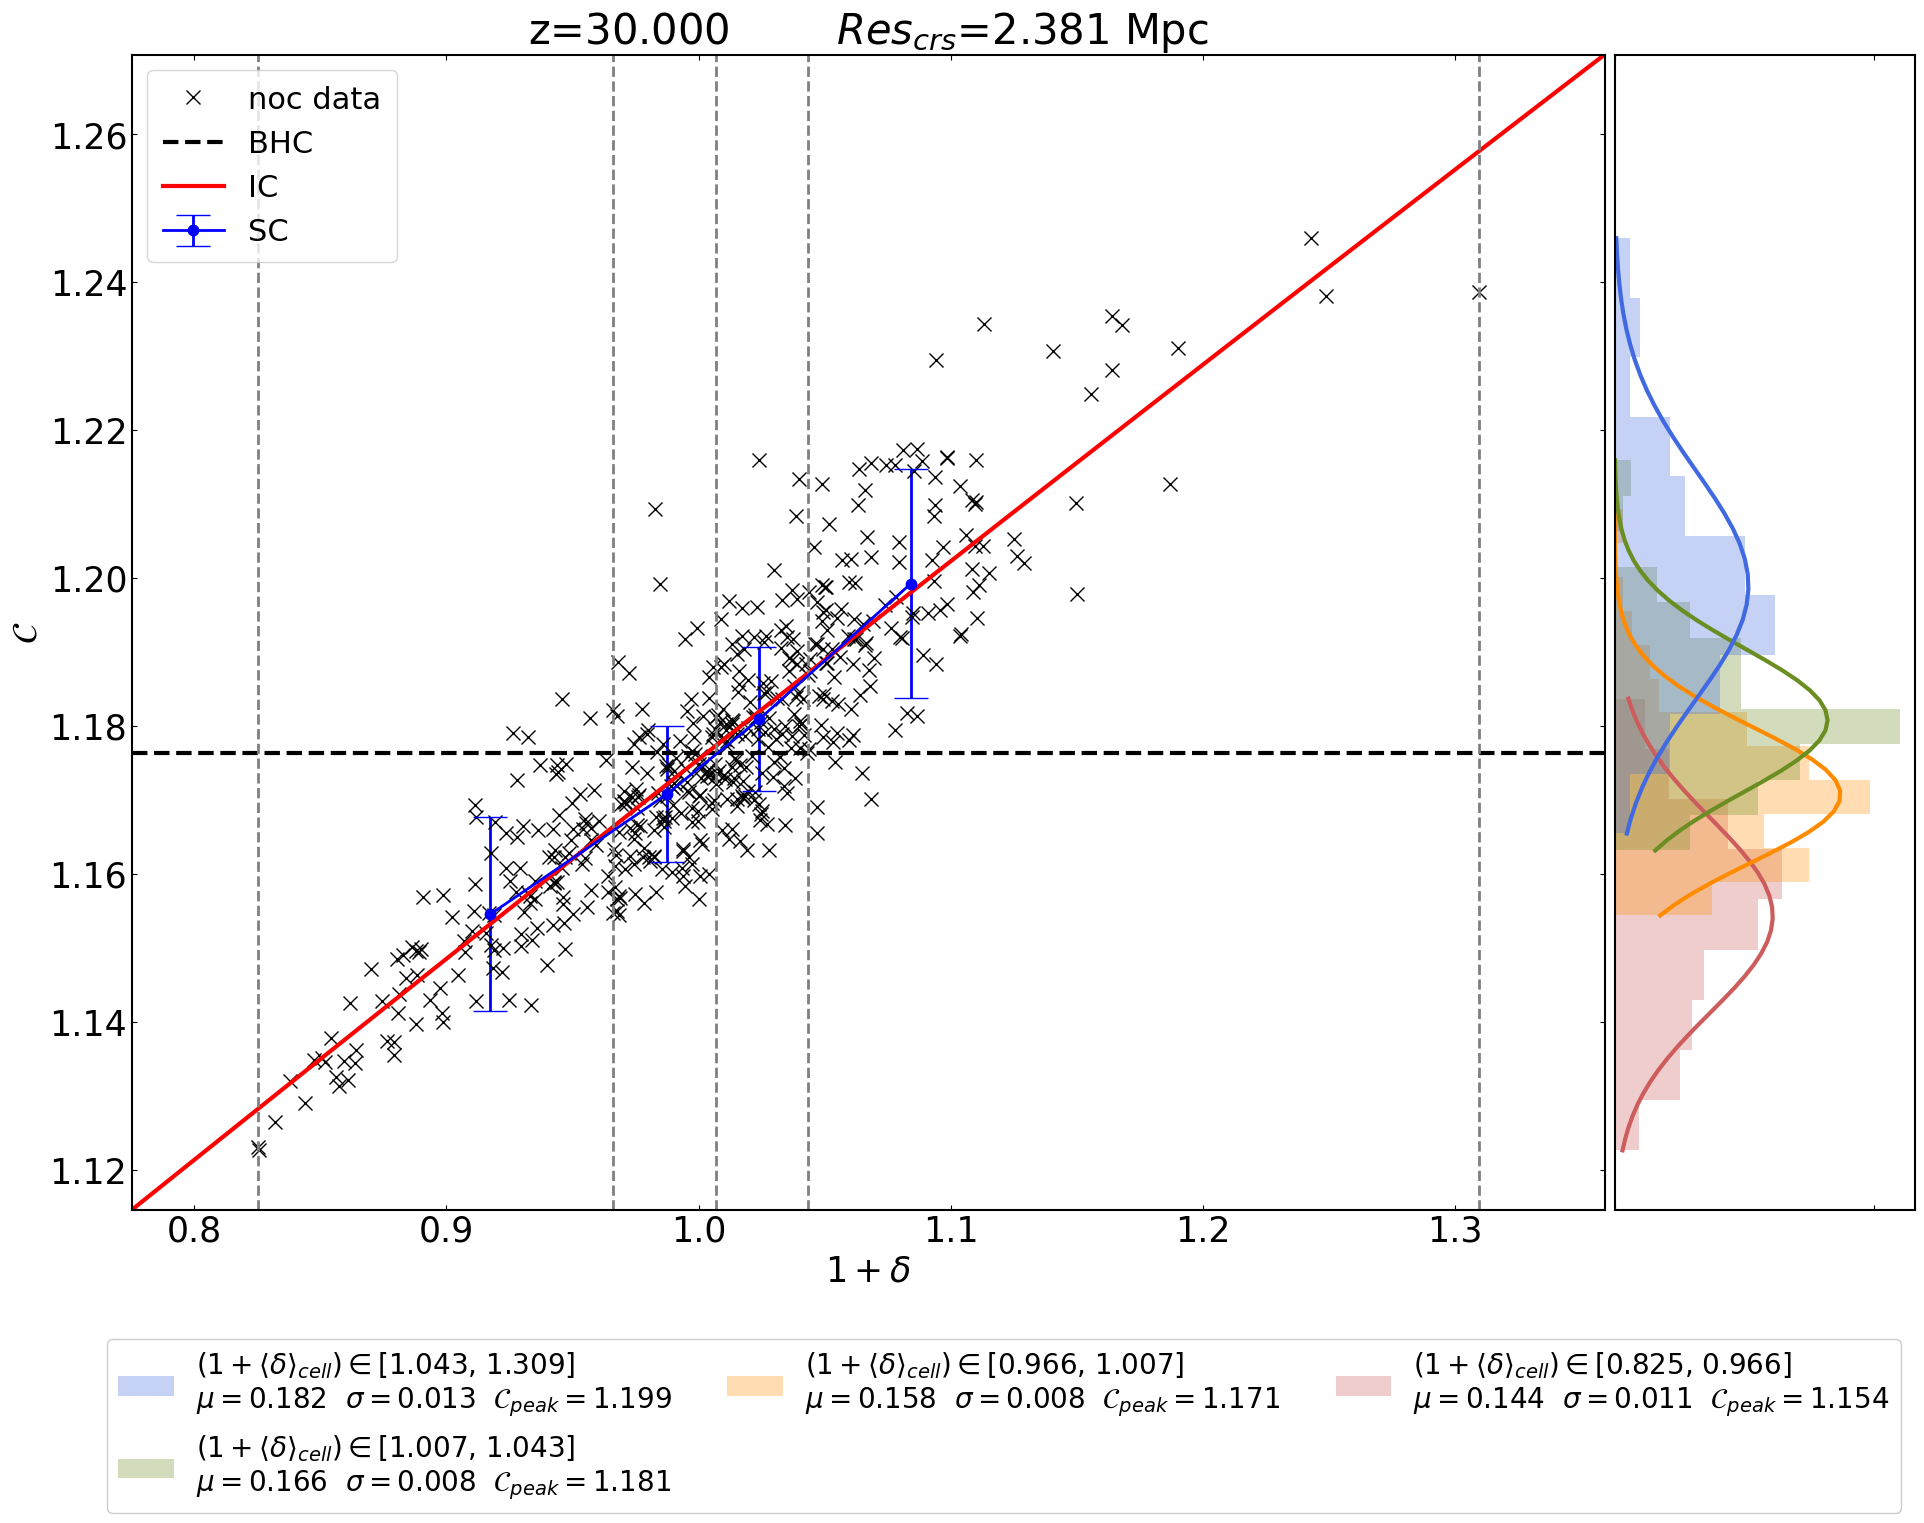 z=30.000 Res_crs=2.381 Mpc
noc data
BHC
IC
SC
1.26
1.24
1.22
1.20
1.18
1.16
1.14
1.12
𝒞
0.8 0.9 1.0 1.1 1.2 1.3
1 + δ
(1 + ⟨δ⟩_cell) ∈ [1.043, 1.309]
μ = 0.182 σ = 0.013 𝒞_peak = 1.199
(1 + ⟨δ⟩_cell) ∈ [1.007, 1.043]
μ = 0.166 σ = 0.008 𝒞_peak = 1.181
(1 + ⟨δ⟩_cell) ∈ [0.966, 1.007]
μ = 0.158 σ = 0.008 𝒞_peak = 1.171
(1 + ⟨δ⟩_cell) ∈ [0.825, 0.966]
μ = 0.144 σ = 0.011 𝒞_peak = 1.154